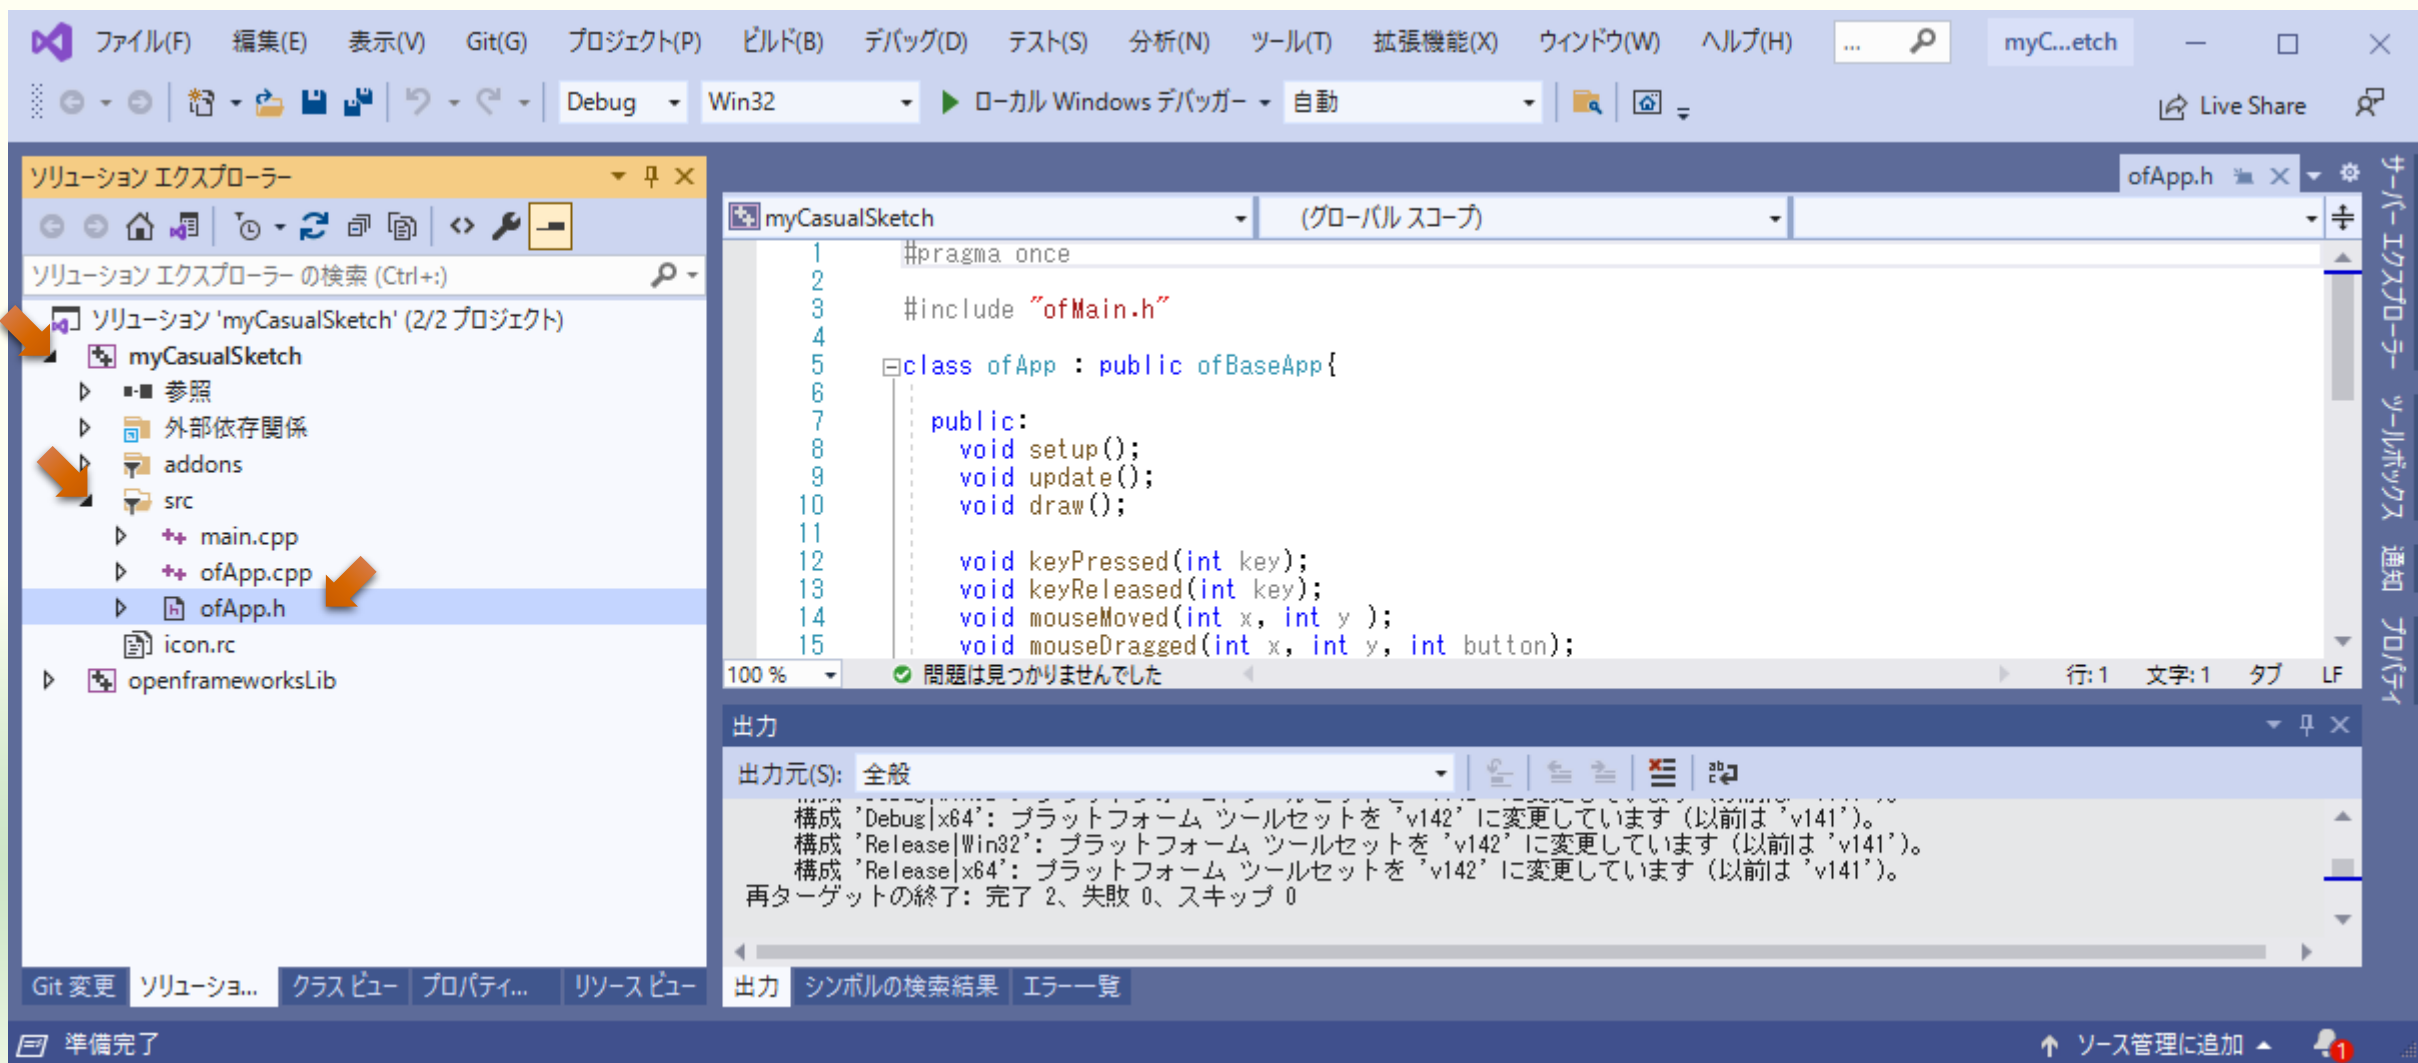 ファイル(F) 編集(E) 表示(V) Git(G) プロジェクト(P) ビルド(B) デバッグ(D) テスト(S) 分析(N) ツール(T) 拡張機能(X) ウィンドウ(W) ヘルプ(H) ... myC...etch
Debug Win32 ローカル Windows デバッガー 自動 Live Share
ソリューション エクスプローラー
ソリューション エクスプローラー の検索 (Ctrl+:)
ソリューション 'myCasualSketch' (2/2 プロジェクト)
myCasualSketch
参照
外部依存関係
addons
src
main.cpp
ofApp.cpp
ofApp.h
icon.rc
openframeworksLib
Git 変更 ソリューショ... クラス ビュー プロパティ... リソース ビュー
ofApp.h
myCasualSketch (グローバル スコープ)
1 #pragma once
2
3 #include "ofMain.h"
4
5 class ofApp : public ofBaseApp{
6
7 public:
8 void setup();
9 void update();
10 void draw();
11
12 void keyPressed(int key);
13 void keyReleased(int key);
14 void mouseMoved(int x, int y );
15 void mouseDragged(int x, int y, int button);
100 % 問題は見つかりませんでした 行: 1 文字: 1 タブ LF
出力
出力元(S): 全般
構成 'Debug|x64': プラットフォーム ツールセットを 'v142' に変更しています (以前は 'v141')。
構成 'Release|Win32': プラットフォーム ツールセットを 'v142' に変更しています (以前は 'v141')。
構成 'Release|x64': プラットフォーム ツールセットを 'v142' に変更しています (以前は 'v141')。
再ターゲットの終了: 完了 2、失敗 0、スキップ 0
出力 シンボルの検索結果 エラー一覧
サーバー エクスプローラー
ツールボックス
通知
プロパティ
準備完了 ソース管理に追加 1